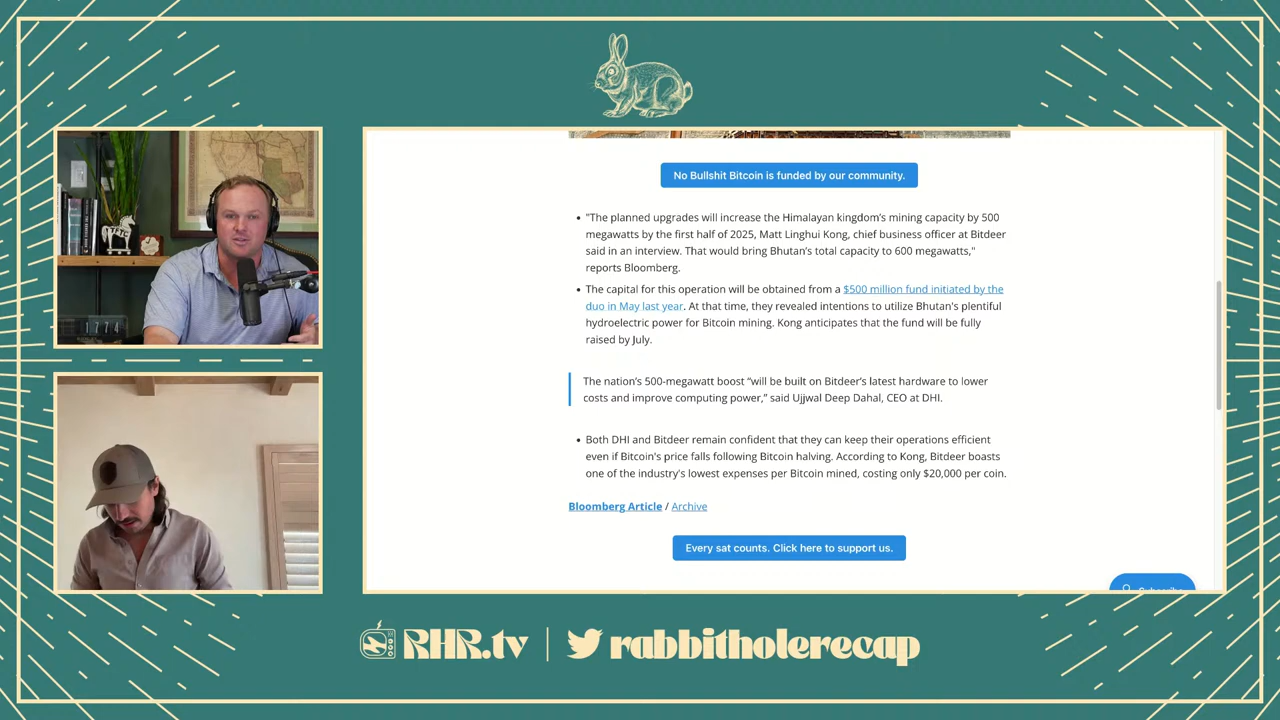 No Bullshit Bitcoin is funded by our community.
• "The planned upgrades will increase the Himalayan kingdom's mining capacity by 500
megawatts by the first half of 2025, Matt Linghui Kong, chief business officer at Bitdeer
said in an interview. That would bring Bhutan's total capacity to 600 megawatts,"
reports Bloomberg.
• The capital for this operation will be obtained from a $500 million fund initiated by the
duo in May last year. At that time, they revealed intentions to utilize Bhutan's plentiful
hydroelectric power for Bitcoin mining. Kong anticipates that the fund will be fully
raised by July.
The nation's 500-megawatt boost “will be built on Bitdeer's latest hardware to lower
costs and improve computing power,” said Ujjwal Deep Dahal, CEO at DHI.
• Both DHI and Bitdeer remain confident that they can keep their operations efficient
even if Bitcoin's price falls following Bitcoin halving. According to Kong, Bitdeer boasts
one of the industry's lowest expenses per Bitcoin mined, costing only $20,000 per coin.
Bloomberg Article / Archive
Every sat counts. Click here to support us.
Subscribe
1774
RHR.tv | rabbitholerecap